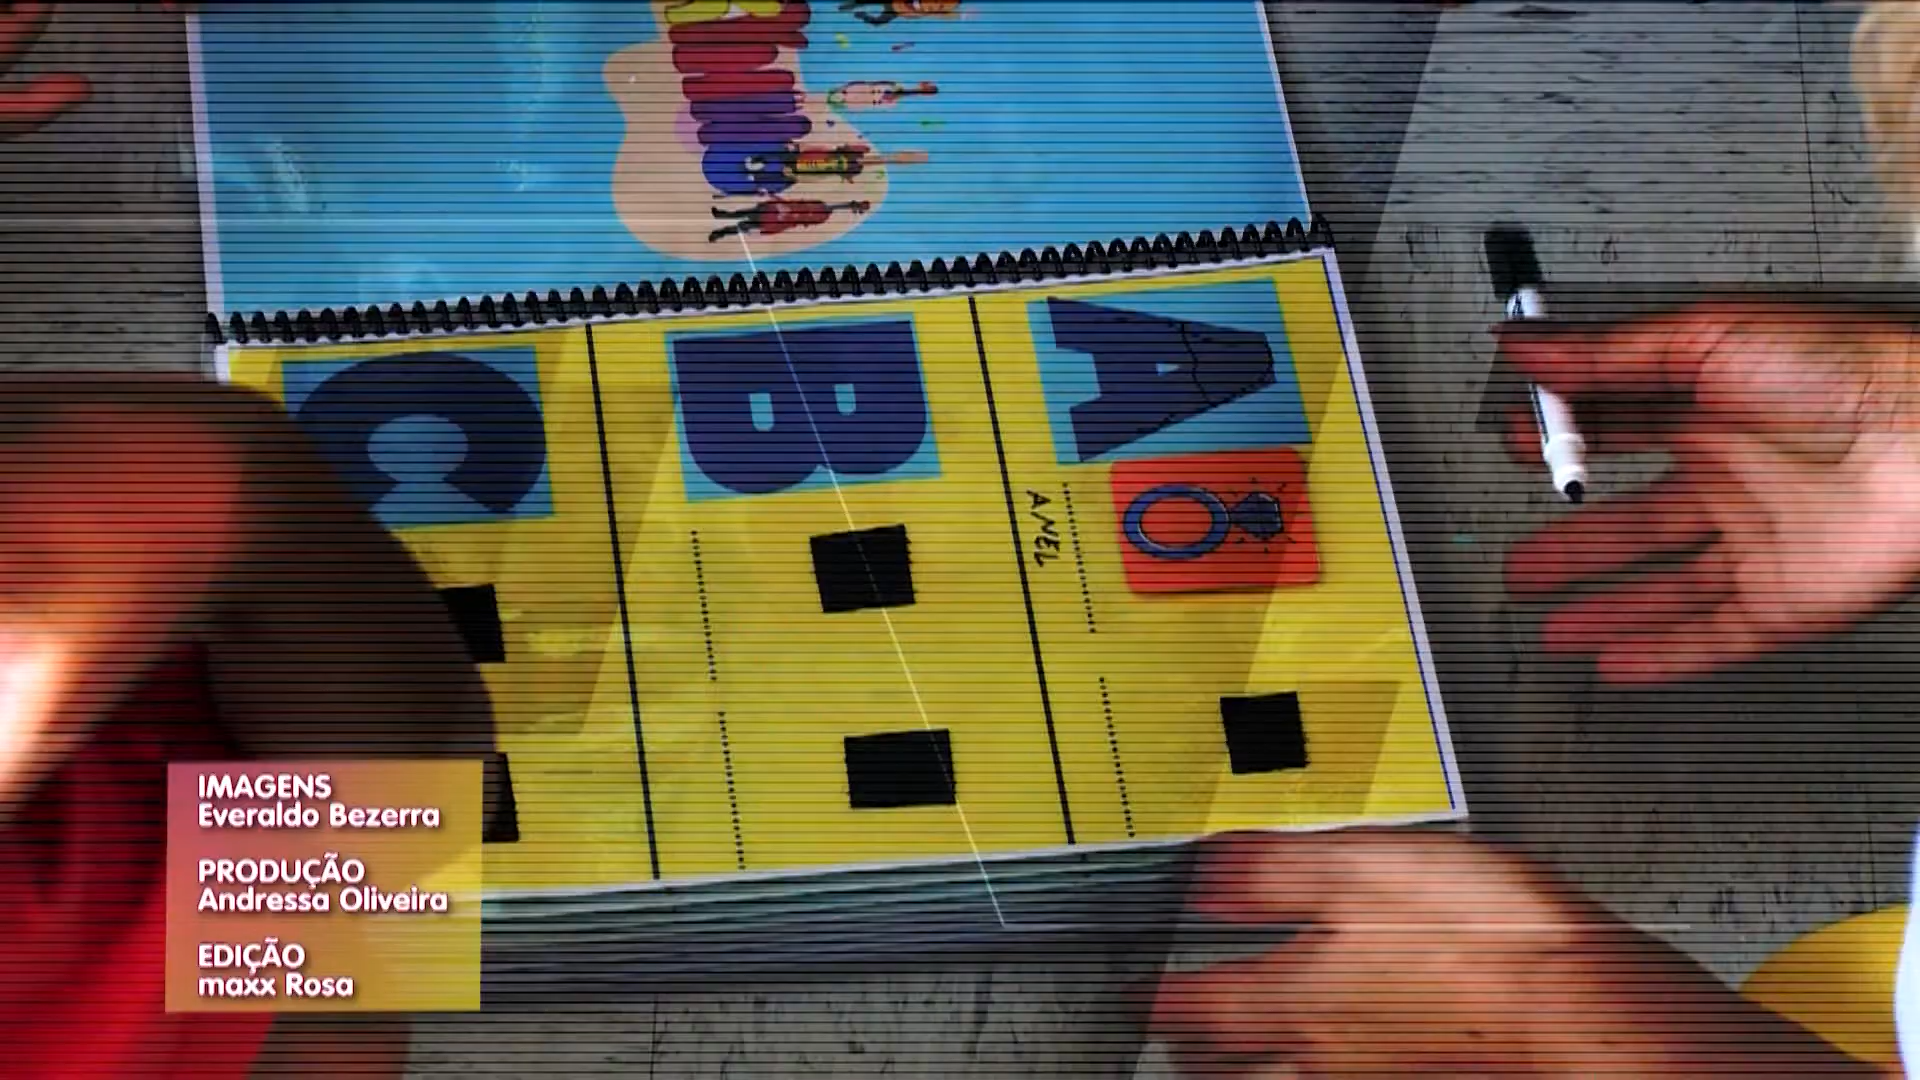 A
B
C
ANEL
IMAGENS
Everaldo Bezerra
PRODUÇÃO
Andressa Oliveira
EDIÇÃO
maxx Rosa